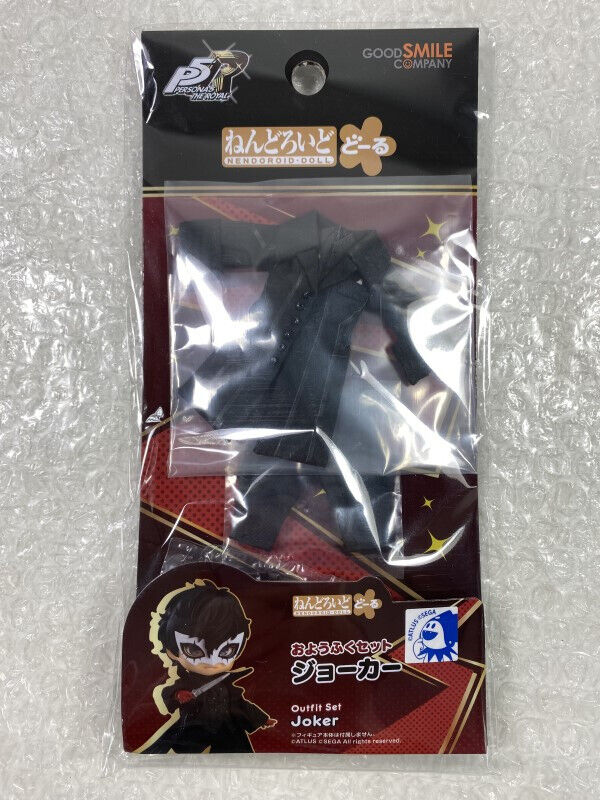 P5R
PERSONA5
THE ROYAL
GOOD SMILE
COMPANY
ねんどろいど
どーる
NENDOROID-DOLL
ねんどろいど
どーる
NENDOROID-DOLL
©ATLUS ©SEGA
おようふくセット
ジョーカー
Outfit Set
Joker
※フィギュア本体は付属しません。
©ATLUS ©SEGA All rights reserved.